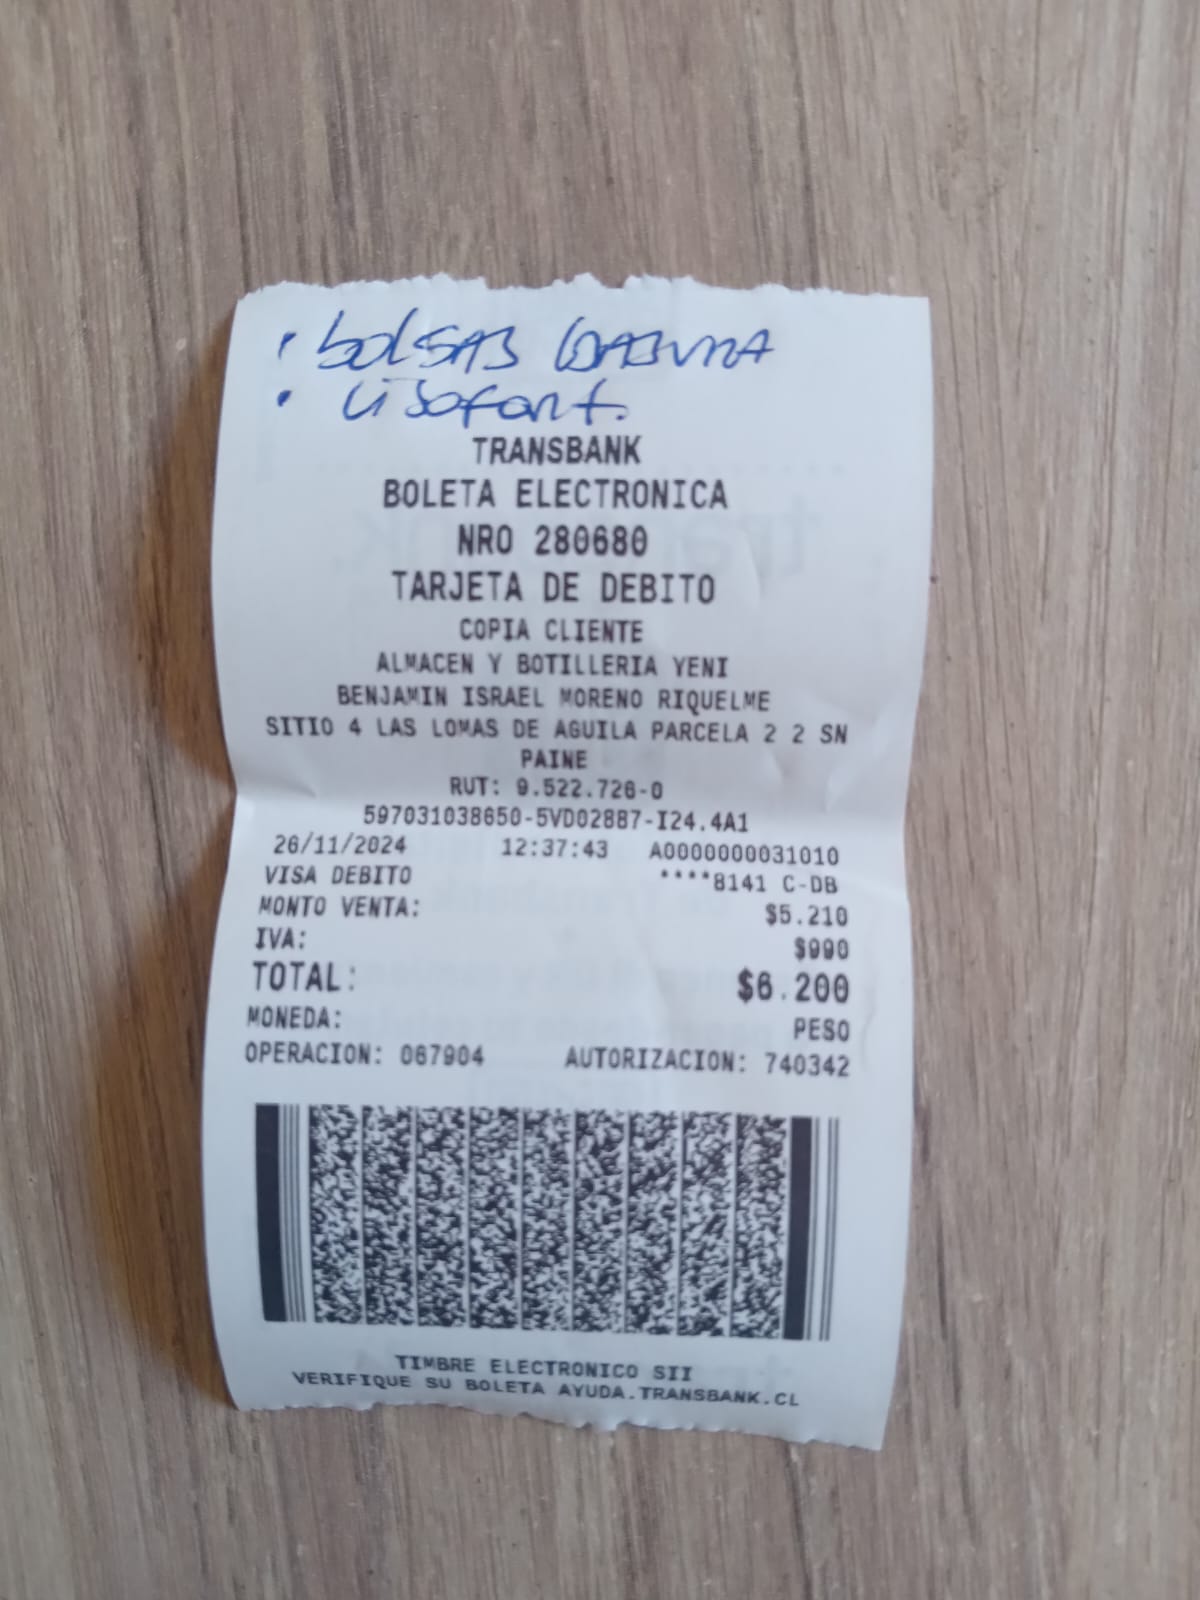 • bolsas basura
• Lisoform.
TRANSBANK
BOLETA ELECTRONICA
NRO 280680
TARJETA DE DEBITO
COPIA CLIENTE
ALMACEN Y BOTILLERIA YENI
BENJAMIN ISRAEL MORENO RIQUELME
SITIO 4 LAS LOMAS DE AGUILA PARCELA 2 2 SN
PAINE
RUT: 9.522.726-0
597031038650-5VD02887-I24.4A1
26/11/2024 12:37:43 A0000000031010
VISA DEBITO ****8141 C-DB
MONTO VENTA: $5.210
IVA: $990
TOTAL: $6.200
MONEDA: PESO
OPERACION: 067904 AUTORIZACION: 740342
TIMBRE ELECTRONICO SII
VERIFIQUE SU BOLETA AYUDA.TRANSBANK.CL